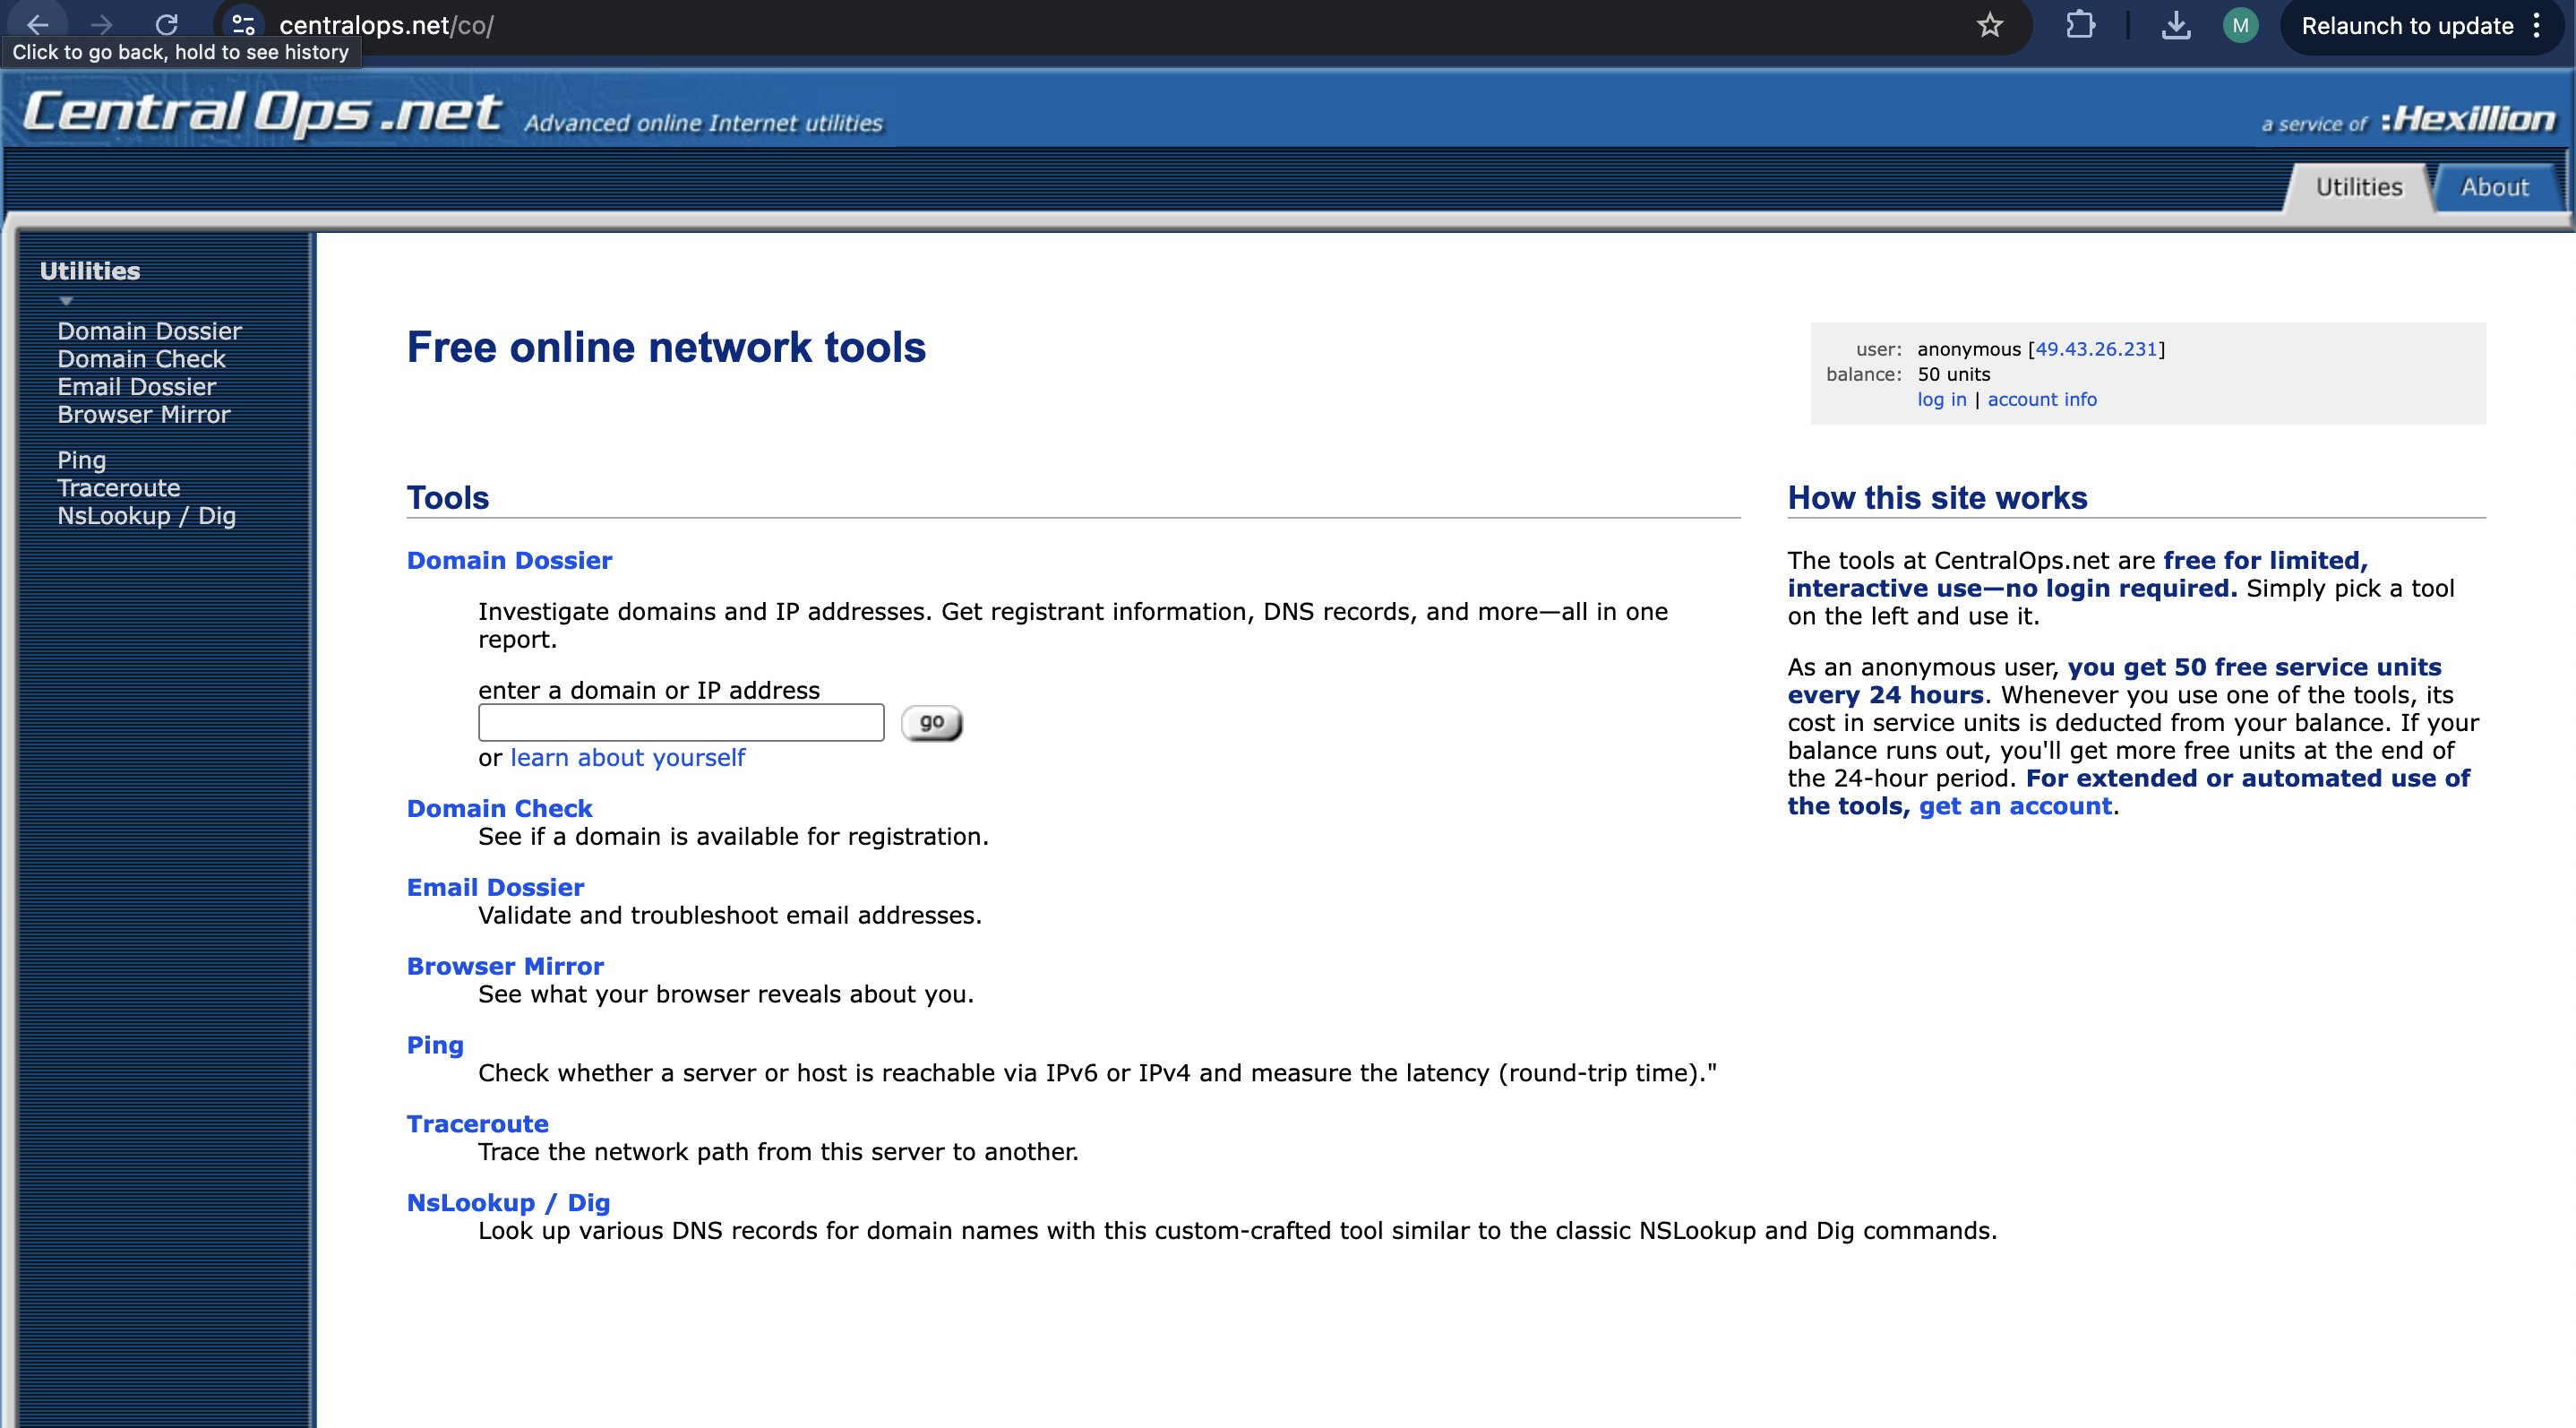 centralops.net/co/
M
Relaunch to update
Click to go back, hold to see history
CentralOps.net Advanced online Internet utilities
a service of :Hexillion
Utilities About
Utilities
Domain Dossier
Domain Check
Email Dossier
Browser Mirror
Ping
Traceroute
NsLookup / Dig
Free online network tools
user: anonymous [49.43.26.231]
balance: 50 units
log in | account info
Tools
Domain Dossier
Investigate domains and IP addresses. Get registrant information, DNS records, and more—all in one
report.
enter a domain or IP address
go
or learn about yourself
Domain Check
See if a domain is available for registration.
Email Dossier
Validate and troubleshoot email addresses.
Browser Mirror
See what your browser reveals about you.
Ping
Check whether a server or host is reachable via IPv6 or IPv4 and measure the latency (round-trip time)."
Traceroute
Trace the network path from this server to another.
NsLookup / Dig
Look up various DNS records for domain names with this custom-crafted tool similar to the classic NSLookup and Dig commands.
How this site works
The tools at CentralOps.net are free for limited,
interactive use—no login required. Simply pick a tool
on the left and use it.
As an anonymous user, you get 50 free service units
every 24 hours. Whenever you use one of the tools, its
cost in service units is deducted from your balance. If your
balance runs out, you'll get more free units at the end of
the 24-hour period. For extended or automated use of
the tools, get an account.